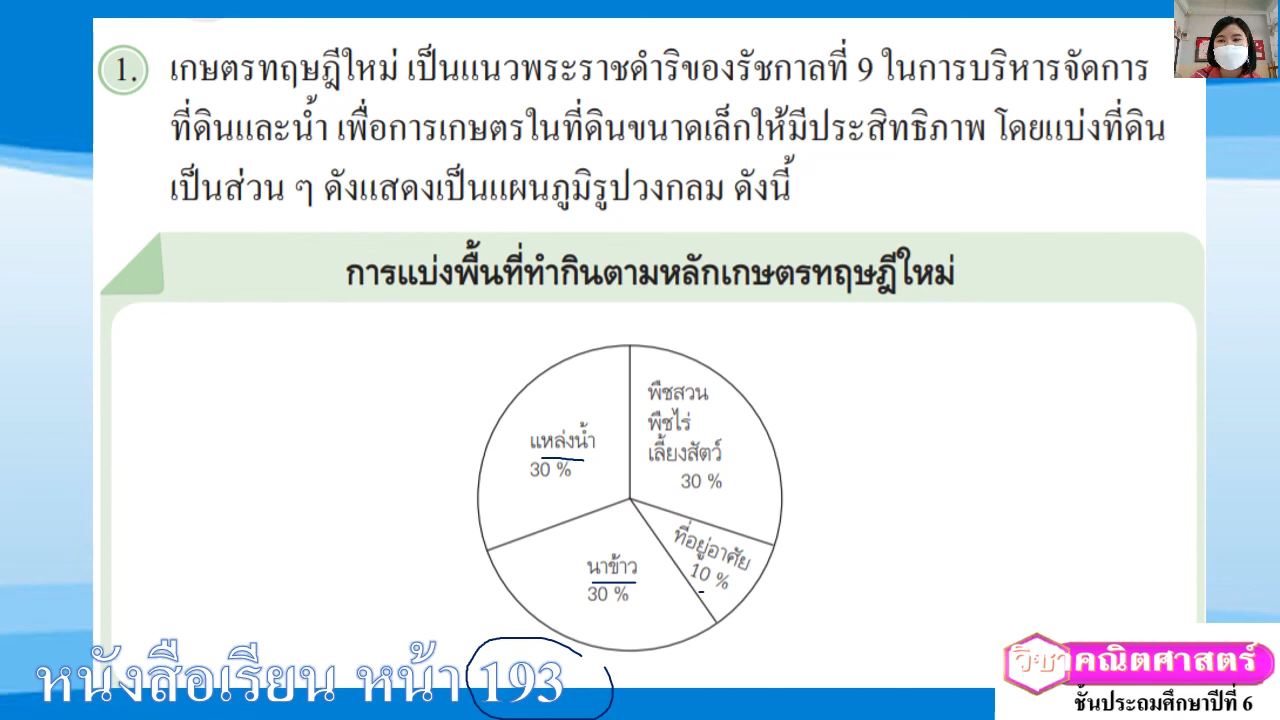 1. เกษตรทฤษฎีใหม่ เป็นแนวพระราชดำริของรัชกาลที่ 9 ในการบริหารจัดการ
ที่ดินและน้ำ เพื่อการเกษตรในที่ดินขนาดเล็กให้มีประสิทธิภาพ โดยแบ่งที่ดิน
เป็นส่วน ๆ ดังแสดงเป็นแผนภูมิรูปวงกลม ดังนี้
การแบ่งพื้นที่ทำกินตามหลักเกษตรทฤษฎีใหม่
แหล่งน้ำ
30 %
พืชสวน
พืชไร่
เลี้ยงสัตว์
30 %
ที่อยู่อาศัย
10 %
นาข้าว
30 %
หนังสือเรียน หน้า 193
วิชาคณิตศาสตร์
ชั้นประถมศึกษาปีที่ 6